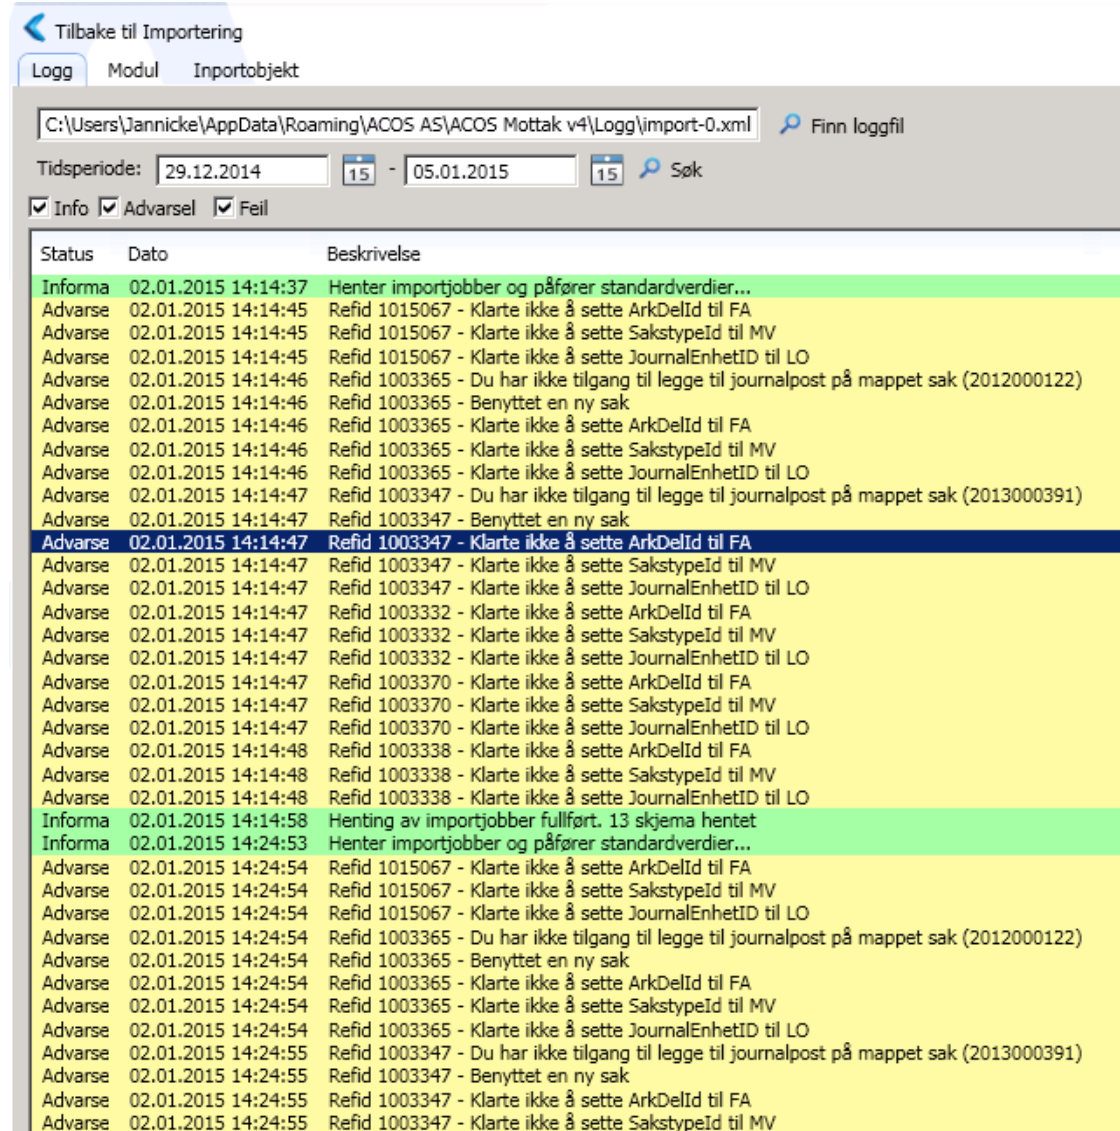 Tilbake til Importering
Logg Modul Inportobjekt
C:\Users\Jannicke\AppData\Roaming\ACOS AS\ACOS Mottak v4\Logg\import-0.xml Finn loggfil
Tidsperiode: 29.12.2014 15 - 05.01.2015 15 Søk
Info Advarsel Feil
Status Dato Beskrivelse
Informa 02.01.2015 14:14:37 Henter importjobber og påfører standardverdier...
Advarse 02.01.2015 14:14:45 Refid 1015067 - Klarte ikke å sette ArkDelId til FA
Advarse 02.01.2015 14:14:45 Refid 1015067 - Klarte ikke å sette SakstypeId til MV
Advarse 02.01.2015 14:14:45 Refid 1015067 - Klarte ikke å sette JournalEnhetID til LO
Advarse 02.01.2015 14:14:46 Refid 1003365 - Du har ikke tilgang til legge til journalpost på mappet sak (2012000122)
Advarse 02.01.2015 14:14:46 Refid 1003365 - Benyttet en ny sak
Advarse 02.01.2015 14:14:46 Refid 1003365 - Klarte ikke å sette ArkDelId til FA
Advarse 02.01.2015 14:14:46 Refid 1003365 - Klarte ikke å sette SakstypeId til MV
Advarse 02.01.2015 14:14:46 Refid 1003365 - Klarte ikke å sette JournalEnhetID til LO
Advarse 02.01.2015 14:14:47 Refid 1003347 - Du har ikke tilgang til legge til journalpost på mappet sak (2013000391)
Advarse 02.01.2015 14:14:47 Refid 1003347 - Benyttet en ny sak
Advarse 02.01.2015 14:14:47 Refid 1003347 - Klarte ikke å sette ArkDelId til FA
Advarse 02.01.2015 14:14:47 Refid 1003347 - Klarte ikke å sette SakstypeId til MV
Advarse 02.01.2015 14:14:47 Refid 1003347 - Klarte ikke å sette JournalEnhetID til LO
Advarse 02.01.2015 14:14:47 Refid 1003332 - Klarte ikke å sette ArkDelId til FA
Advarse 02.01.2015 14:14:47 Refid 1003332 - Klarte ikke å sette SakstypeId til MV
Advarse 02.01.2015 14:14:47 Refid 1003332 - Klarte ikke å sette JournalEnhetID til LO
Advarse 02.01.2015 14:14:47 Refid 1003370 - Klarte ikke å sette ArkDelId til FA
Advarse 02.01.2015 14:14:47 Refid 1003370 - Klarte ikke å sette SakstypeId til MV
Advarse 02.01.2015 14:14:47 Refid 1003370 - Klarte ikke å sette JournalEnhetID til LO
Advarse 02.01.2015 14:14:48 Refid 1003338 - Klarte ikke å sette ArkDelId til FA
Advarse 02.01.2015 14:14:48 Refid 1003338 - Klarte ikke å sette SakstypeId til MV
Advarse 02.01.2015 14:14:48 Refid 1003338 - Klarte ikke å sette JournalEnhetID til LO
Informa 02.01.2015 14:14:58 Henting av importjobber fullført. 13 skjema hentet
Informa 02.01.2015 14:24:53 Henter importjobber og påfører standardverdier...
Advarse 02.01.2015 14:24:54 Refid 1015067 - Klarte ikke å sette ArkDelId til FA
Advarse 02.01.2015 14:24:54 Refid 1015067 - Klarte ikke å sette SakstypeId til MV
Advarse 02.01.2015 14:24:54 Refid 1015067 - Klarte ikke å sette JournalEnhetID til LO
Advarse 02.01.2015 14:24:54 Refid 1003365 - Du har ikke tilgang til legge til journalpost på mappet sak (2012000122)
Advarse 02.01.2015 14:24:54 Refid 1003365 - Benyttet en ny sak
Advarse 02.01.2015 14:24:54 Refid 1003365 - Klarte ikke å sette ArkDelId til FA
Advarse 02.01.2015 14:24:54 Refid 1003365 - Klarte ikke å sette SakstypeId til MV
Advarse 02.01.2015 14:24:54 Refid 1003365 - Klarte ikke å sette JournalEnhetID til LO
Advarse 02.01.2015 14:24:55 Refid 1003347 - Du har ikke tilgang til legge til journalpost på mappet sak (2013000391)
Advarse 02.01.2015 14:24:55 Refid 1003347 - Benyttet en ny sak
Advarse 02.01.2015 14:24:55 Refid 1003347 - Klarte ikke å sette ArkDelId til FA
Advarse 02.01.2015 14:24:55 Refid 1003347 - Klarte ikke å sette SakstypeId til MV